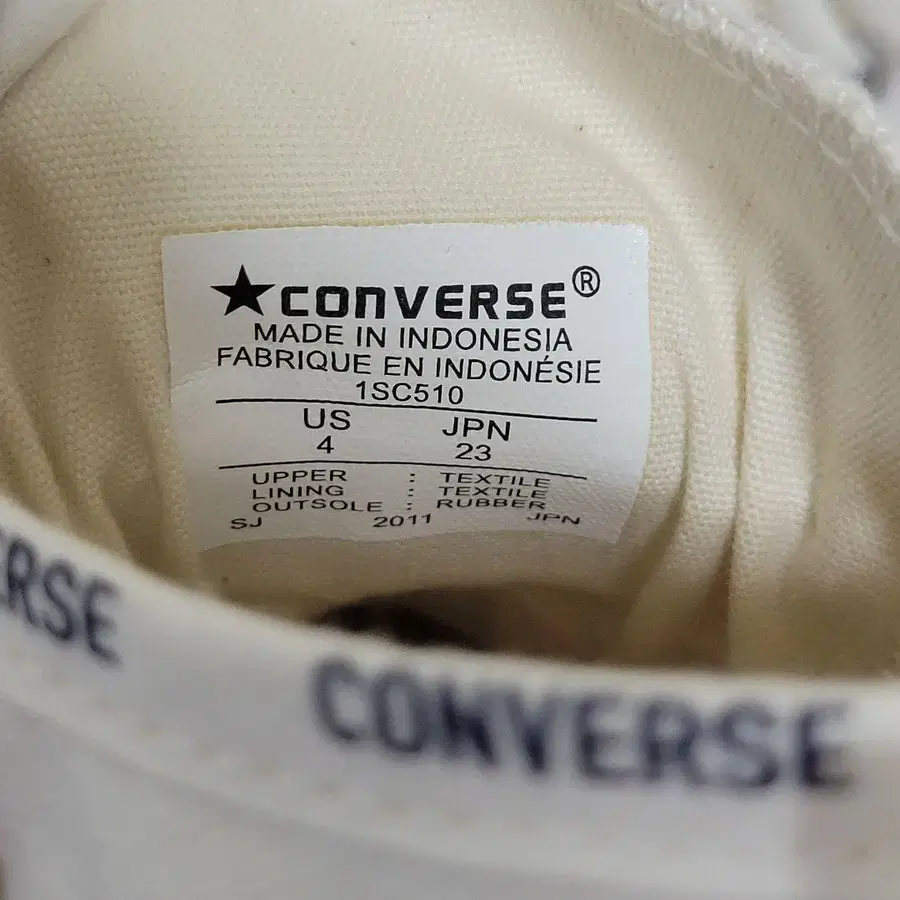 ★CONVERSE®
MADE IN INDONESIA
FABRIQUE EN INDONÉSIE
1SC510
US JPN
4 23
UPPER : TEXTILE
LINING : TEXTILE
OUTSOLE : RUBBER
SJ 2011 JPN
ERSE
CONVERSE